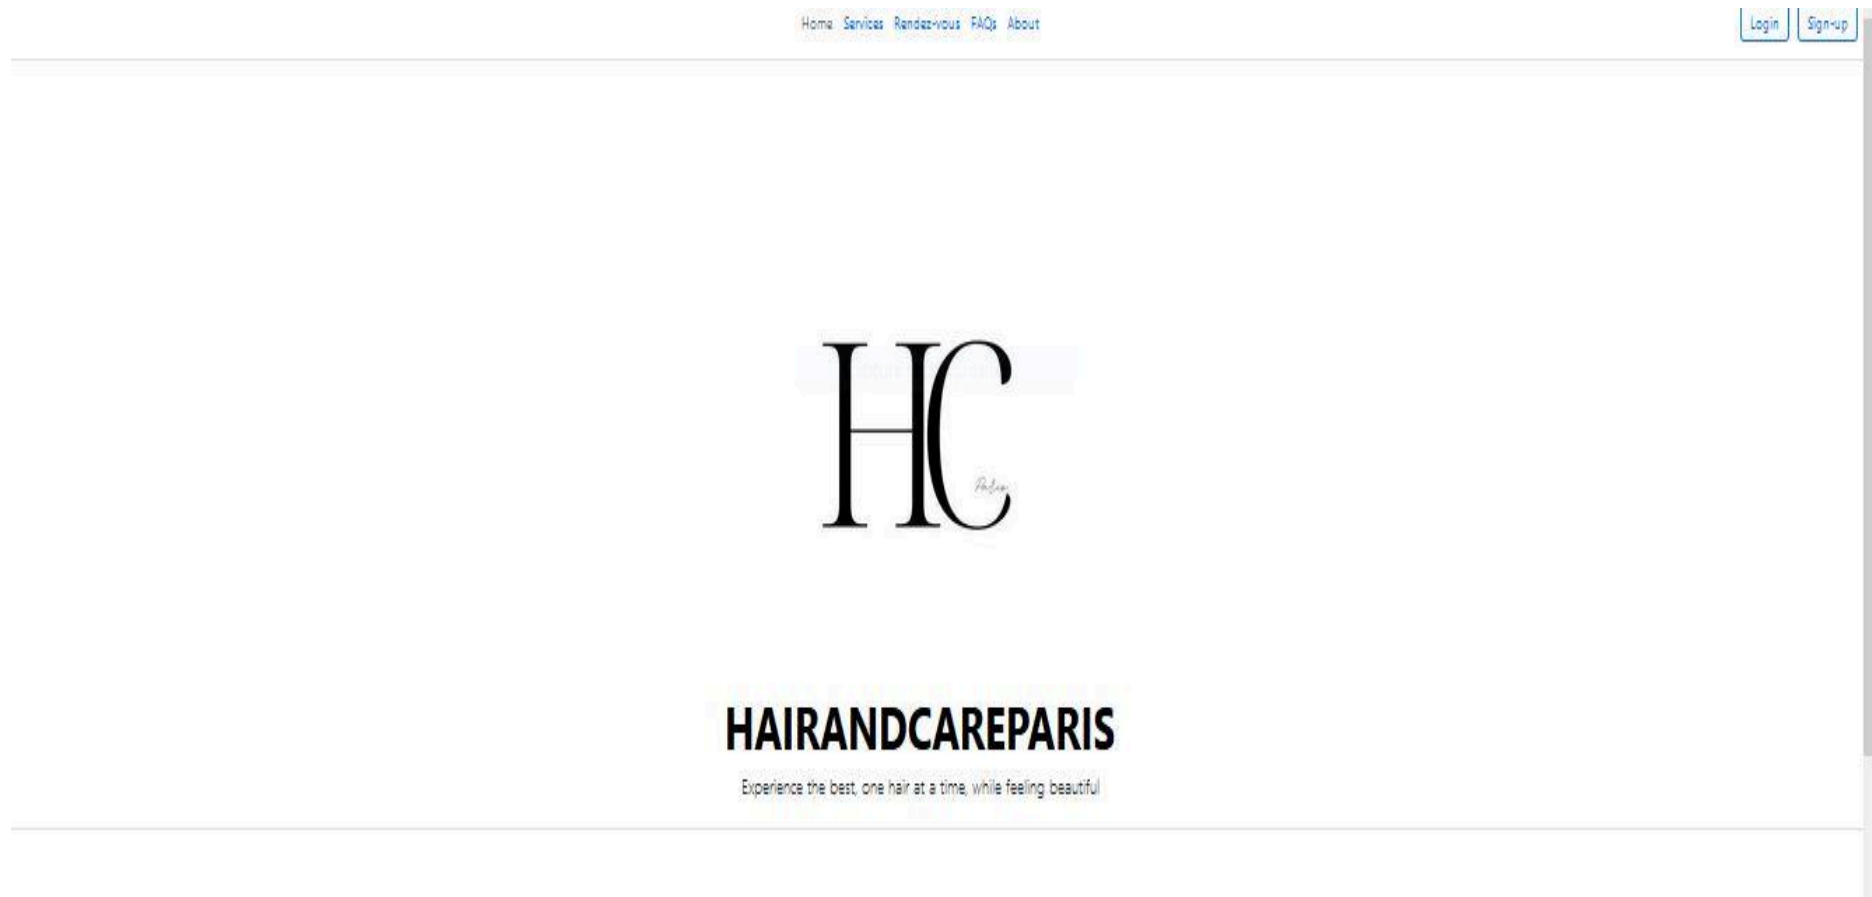 Home Services Rendez-vous FAQs About
Login Sign-up
HC
Paris
HAIRANDCAREPARIS
Experience the best, one hair at a time, while feeling beautiful